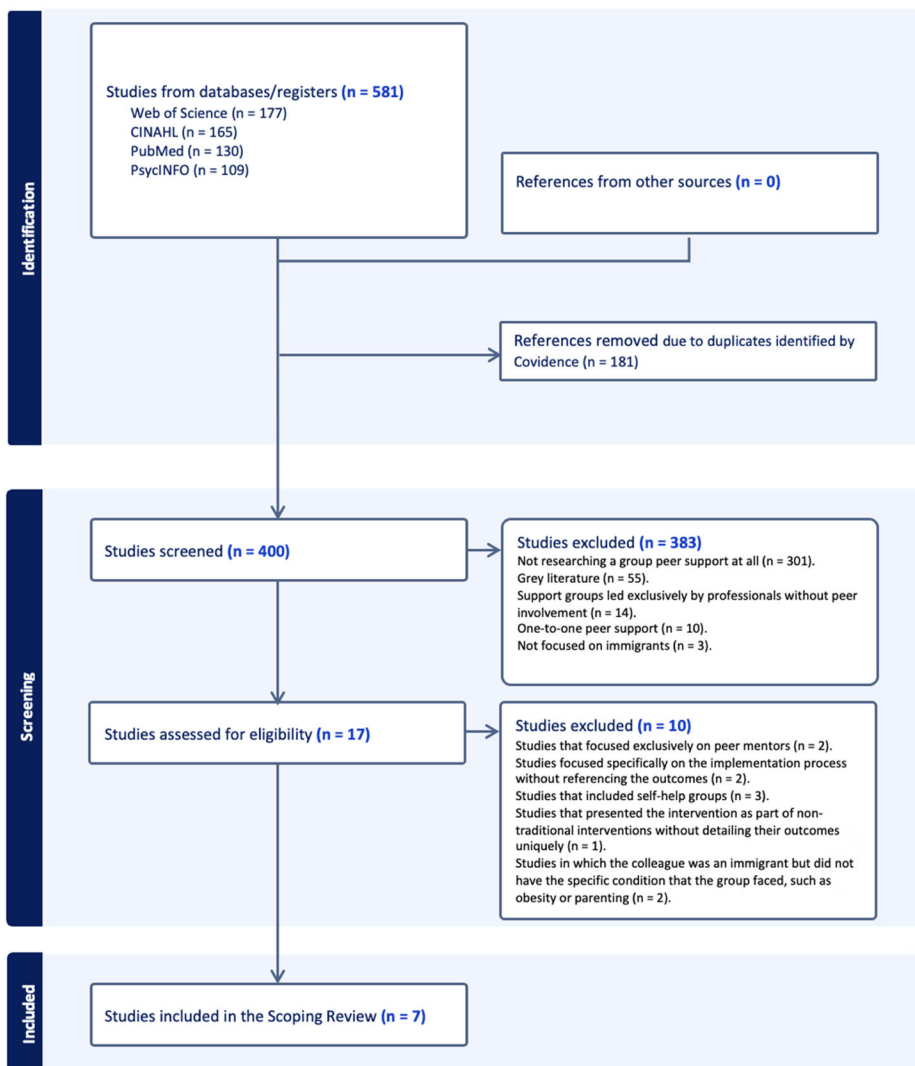 Identification
Studies from databases/registers (n = 581)
Web of Science (n = 177)
CINAHL (n = 165)
PubMed (n = 130)
PsycINFO (n = 109)
References from other sources (n = 0)
References removed due to duplicates identified by
Covidence (n = 181)
Screening
Studies screened (n = 400)
Studies excluded (n = 383)
Not researching a group peer support at all (n = 301).
Grey literature (n = 55).
Support groups led exclusively by professionals without peer
involvement (n = 14).
One-to-one peer support (n = 10).
Not focused on immigrants (n = 3).
Studies assessed for eligibility (n = 17)
Studies excluded (n = 10)
Studies that focused exclusively on peer mentors (n = 2).
Studies focused specifically on the implementation process
without referencing the outcomes (n = 2).
Studies that included self-help groups (n = 3).
Studies that presented the intervention as part of non-
traditional interventions without detailing their outcomes
uniquely (n = 1).
Studies in which the colleague was an immigrant but did not
have the specific condition that the group faced, such as
obesity or parenting (n = 2).
Included
Studies included in the Scoping Review (n = 7)